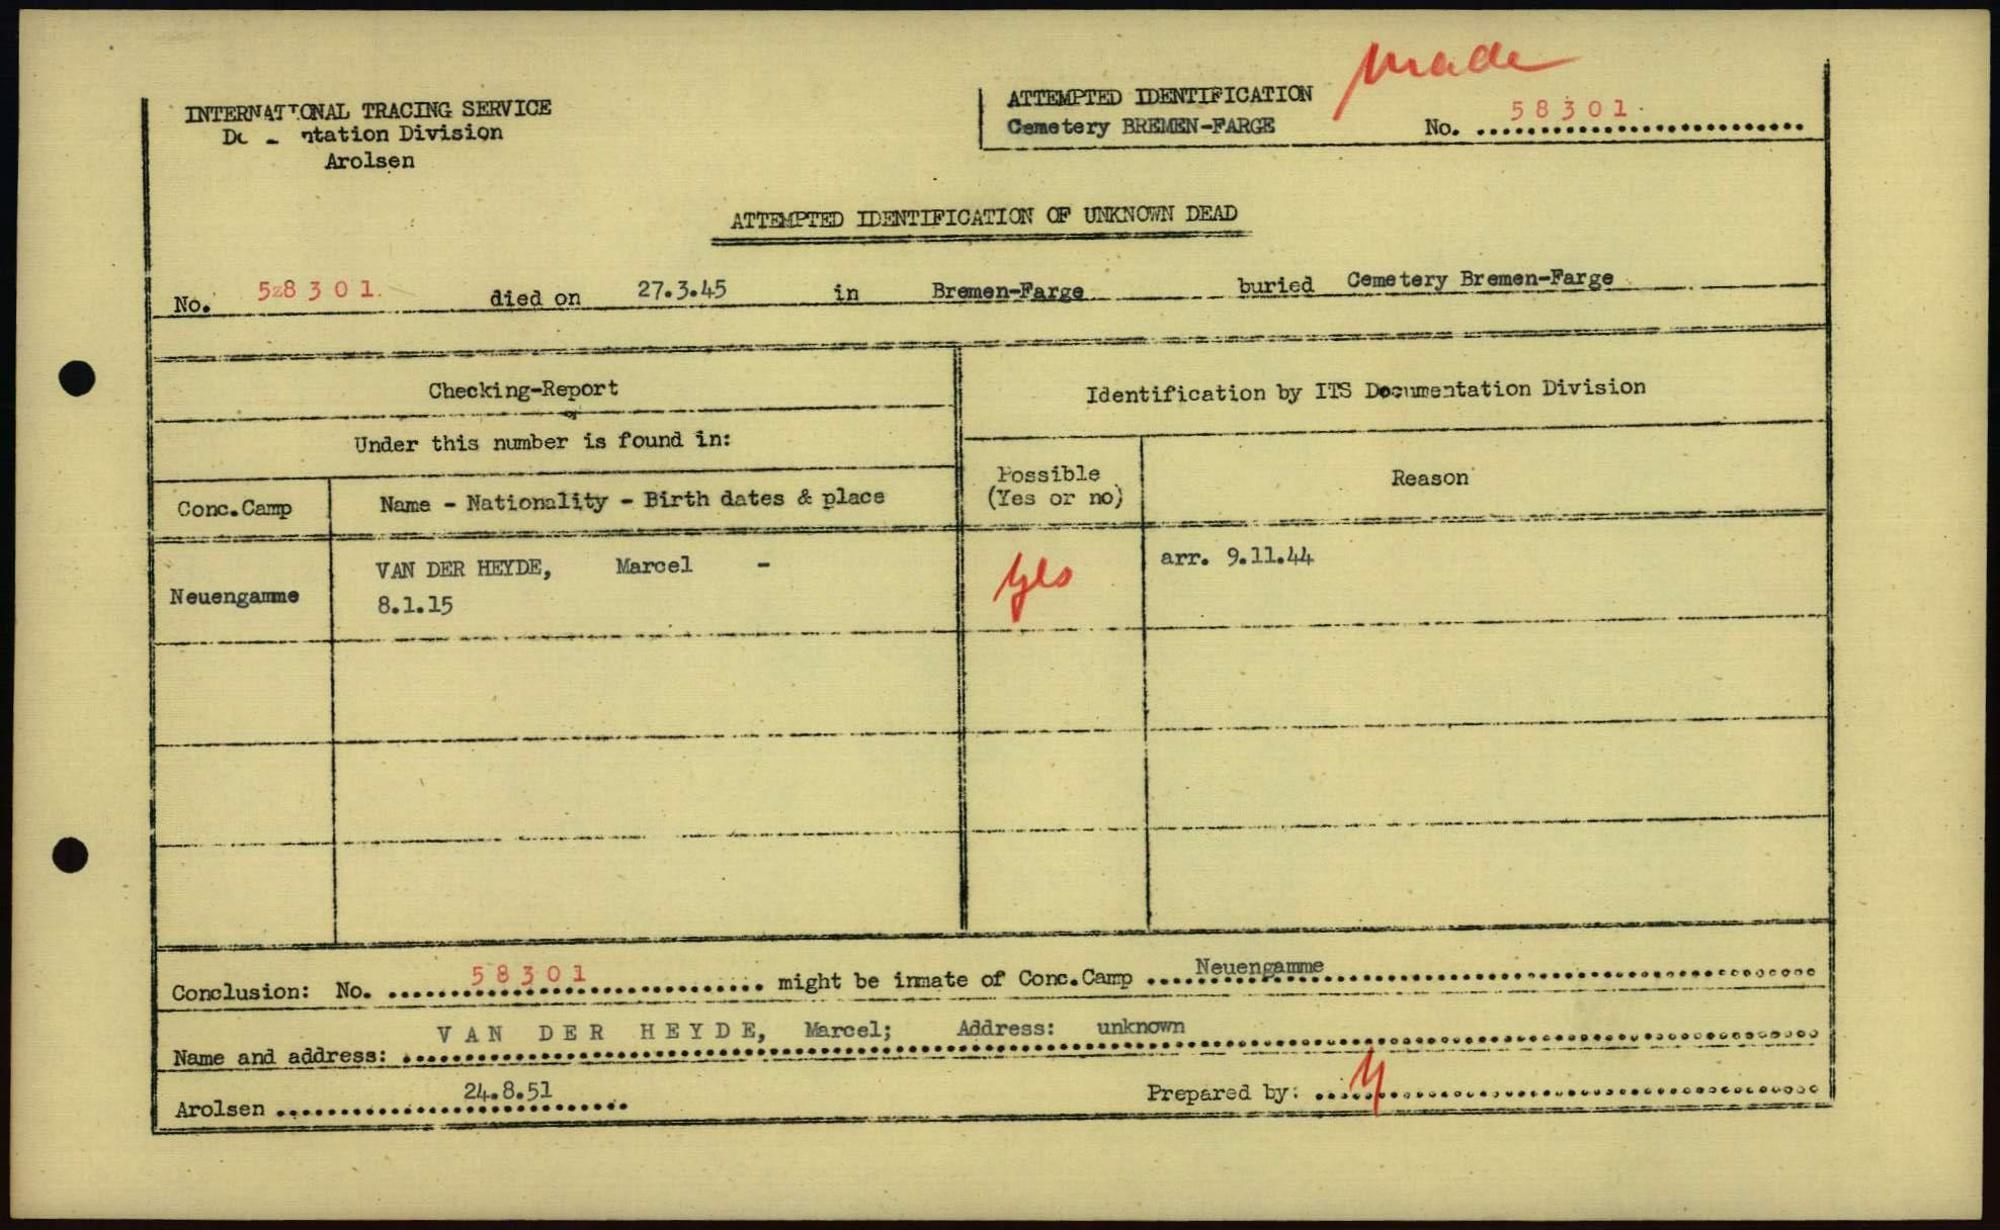 made
INTERNATIONAL TRACING SERVICE
ntation Division
Arolsen
ATTEMPTED IDENTIFICATION
Cemetery BREMEN-FARGE
No. 58301
ATTEMPTED IDENTIFICATION OF UNKNOWN DEAD
No. 58301 died on 27.3.45 in Bremen-Farge buried Cemetery Bremen-Farge
Checking-Report
Under this number is found in:
Identification by ITS Documentation Division
Conc.Camp
Name - Nationality - Birth dates & place
Possible
(Yes or no)
Reason
Neuengamme
VAN DER HEYDE, Marcel -
8.1.15
yes
arr. 9.11.44
Conclusion: No. 58301 might be inmate of Conc.Camp Neuengamme
Name and address: VAN DER HEYDE, Marcel; Address: unknown
Arolsen 24.8.51
Prepared by: